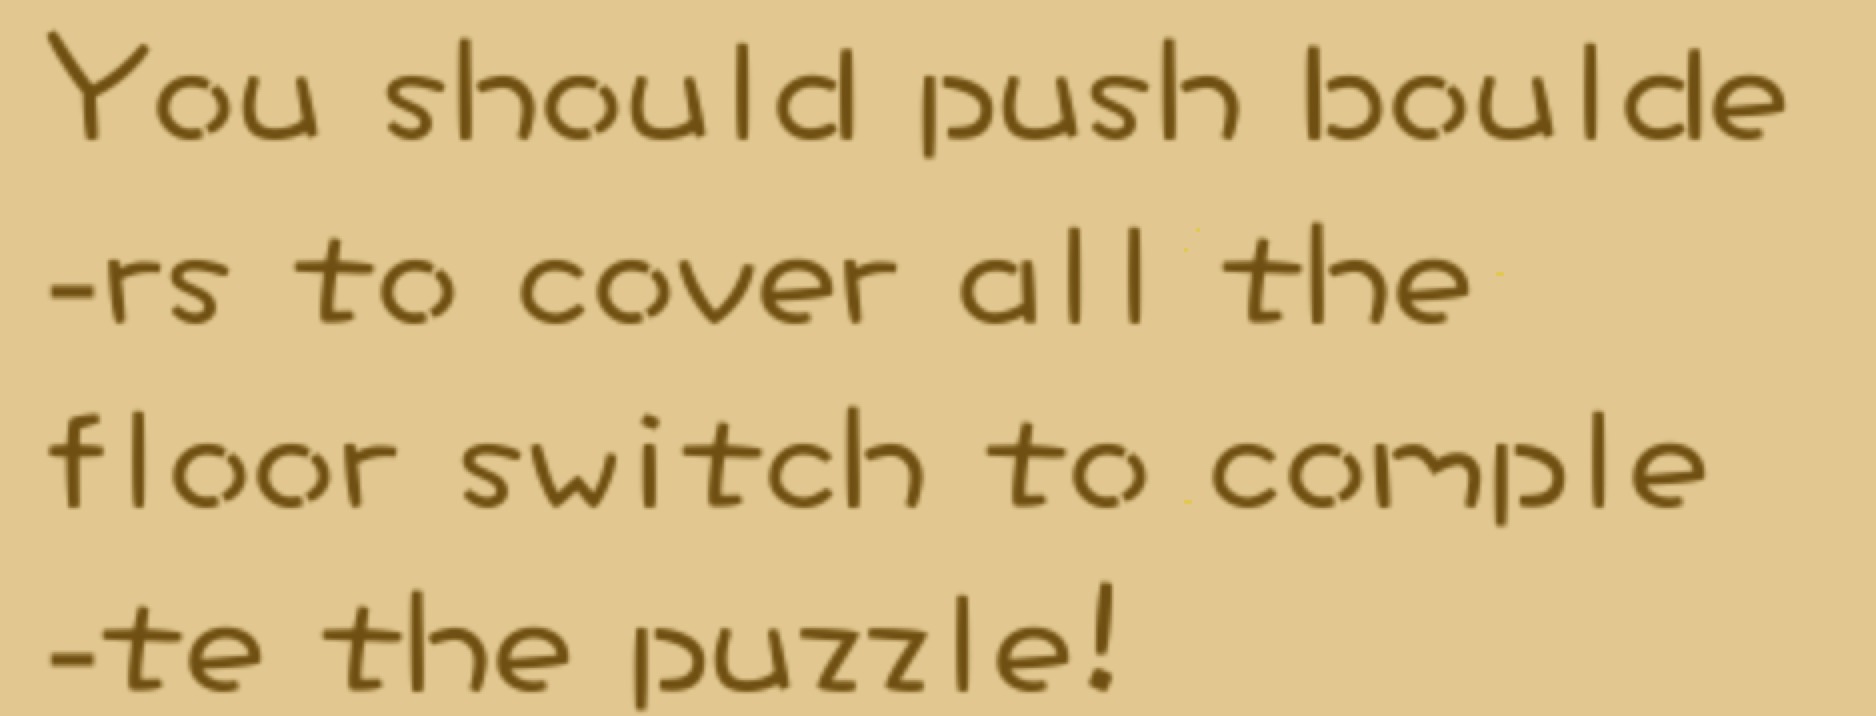 You should push boulde
-rs to cover all the
floor switch to comple
-te the puzzle!